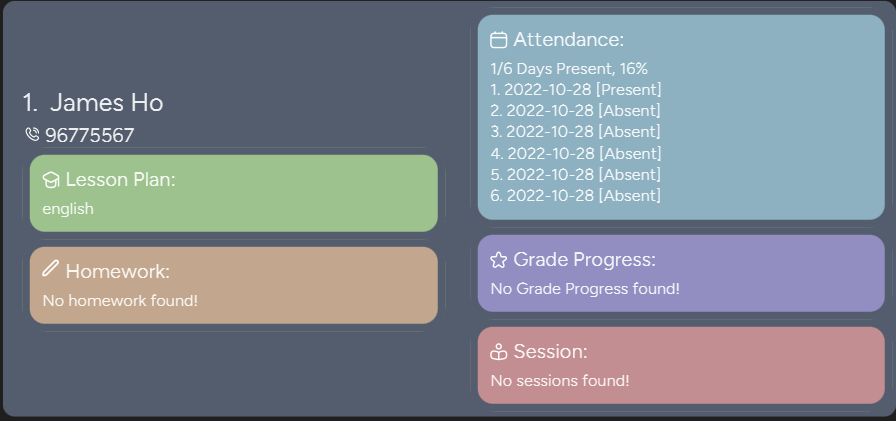 1. James Ho
96775567
Lesson Plan:
english
Homework:
No homework found!
Attendance:
1/6 Days Present, 16%
1. 2022-10-28 [Present]
2. 2022-10-28 [Absent]
3. 2022-10-28 [Absent]
4. 2022-10-28 [Absent]
5. 2022-10-28 [Absent]
6. 2022-10-28 [Absent]
Grade Progress:
No Grade Progress found!
Session:
No sessions found!